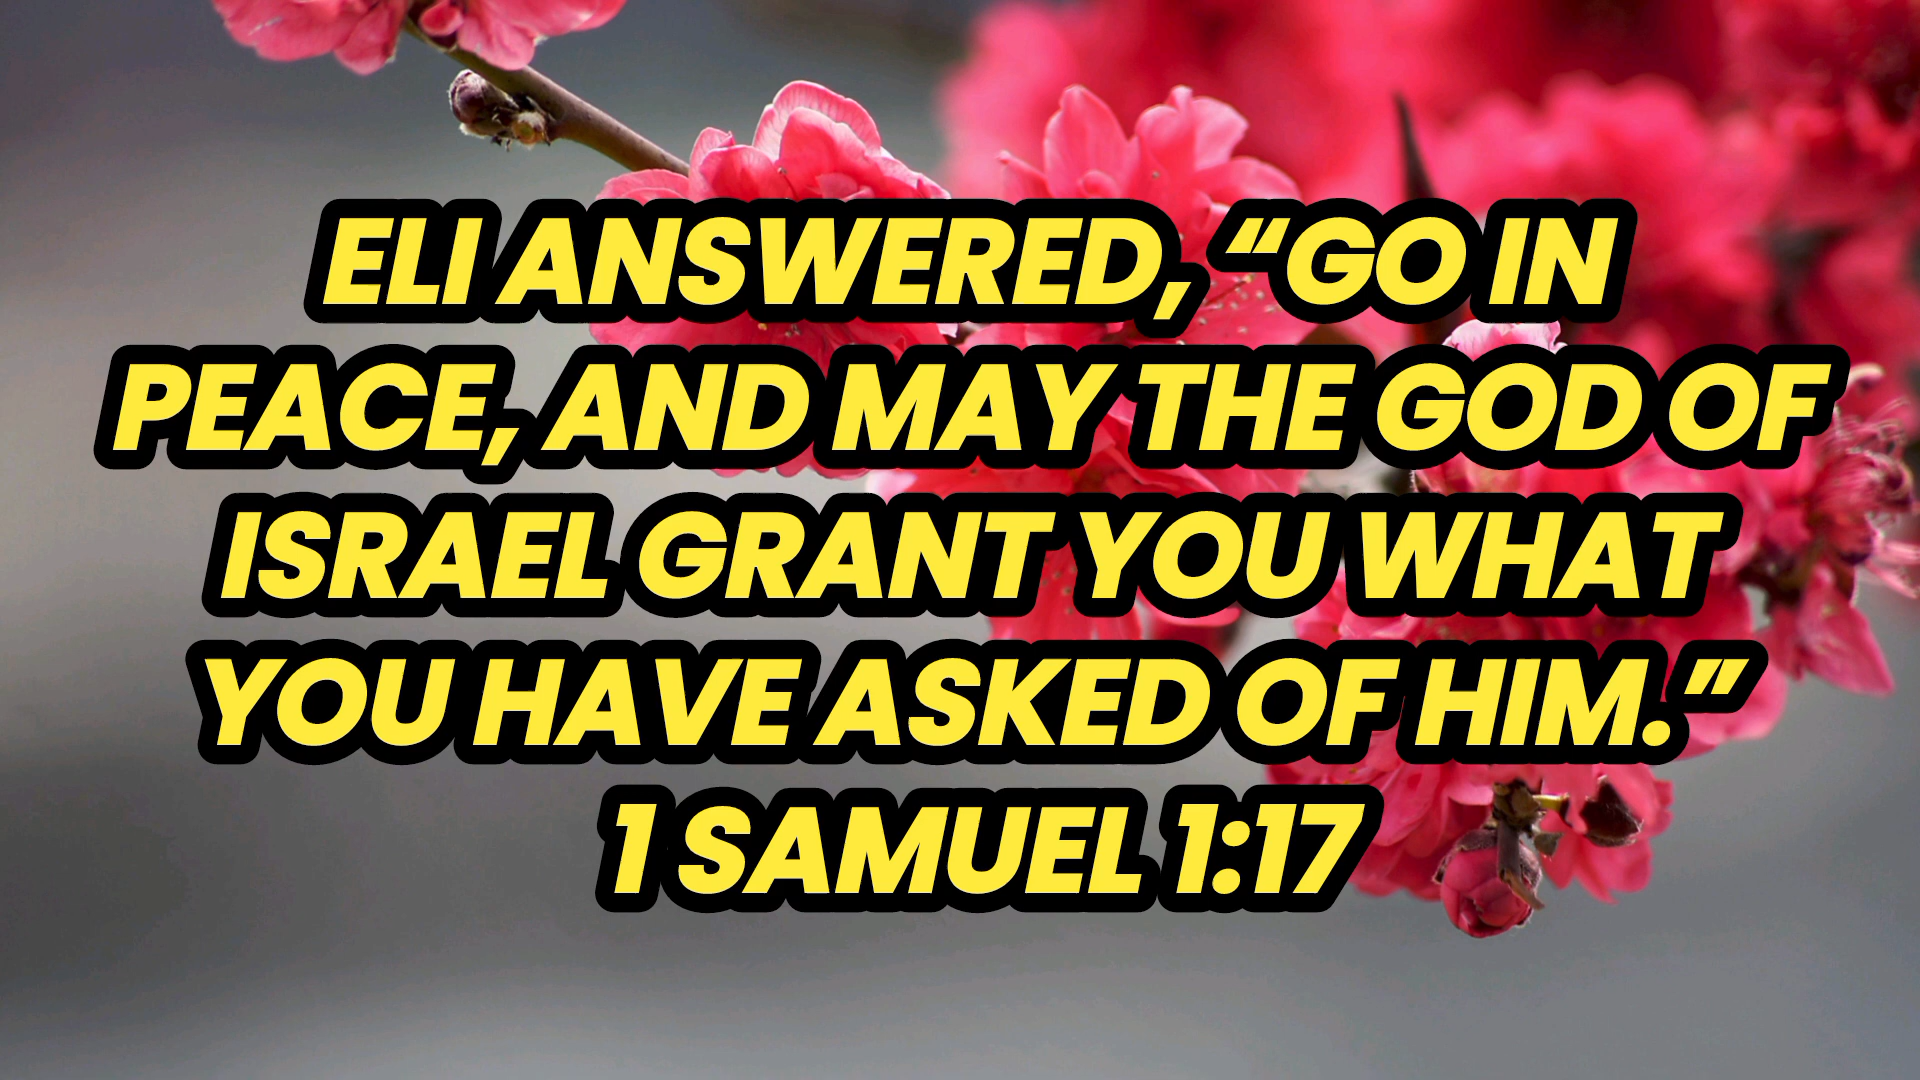 ELI ANSWERED, “GO IN
PEACE, AND MAY THE GOD OF
ISRAEL GRANT YOU WHAT
YOU HAVE ASKED OF HIM.”
1 SAMUEL 1:17